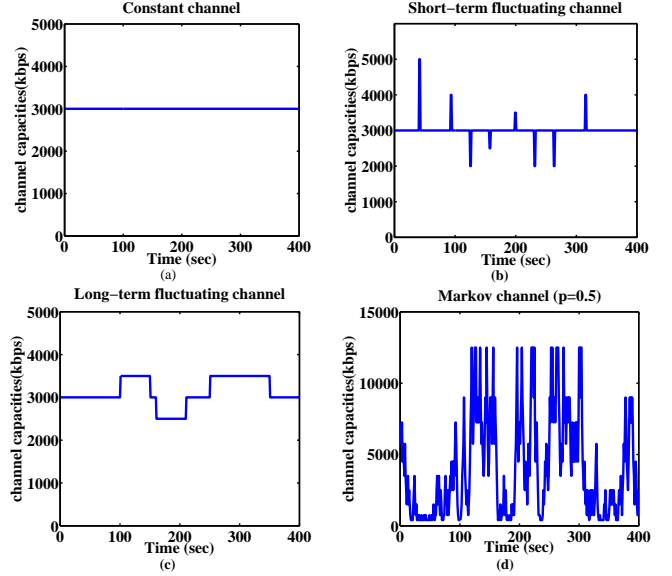 Constant channel
channel capacities(kbps)
5000
4000
3000
2000
1000
0
0 100 200 300 400
Time (sec)
(a)
Short−term fluctuating channel
channel capacities(kbps)
5000
4000
3000
2000
1000
0
0 100 200 300 400
Time (sec)
(b)
Long−term fluctuating channel
channel capacities(kbps)
5000
4000
3000
2000
1000
0
0 100 200 300 400
Time (sec)
(c)
Markov channel (p=0.5)
channel capacities(kbps)
15000
10000
5000
0
0 100 200 300 400
Time (sec)
(d)